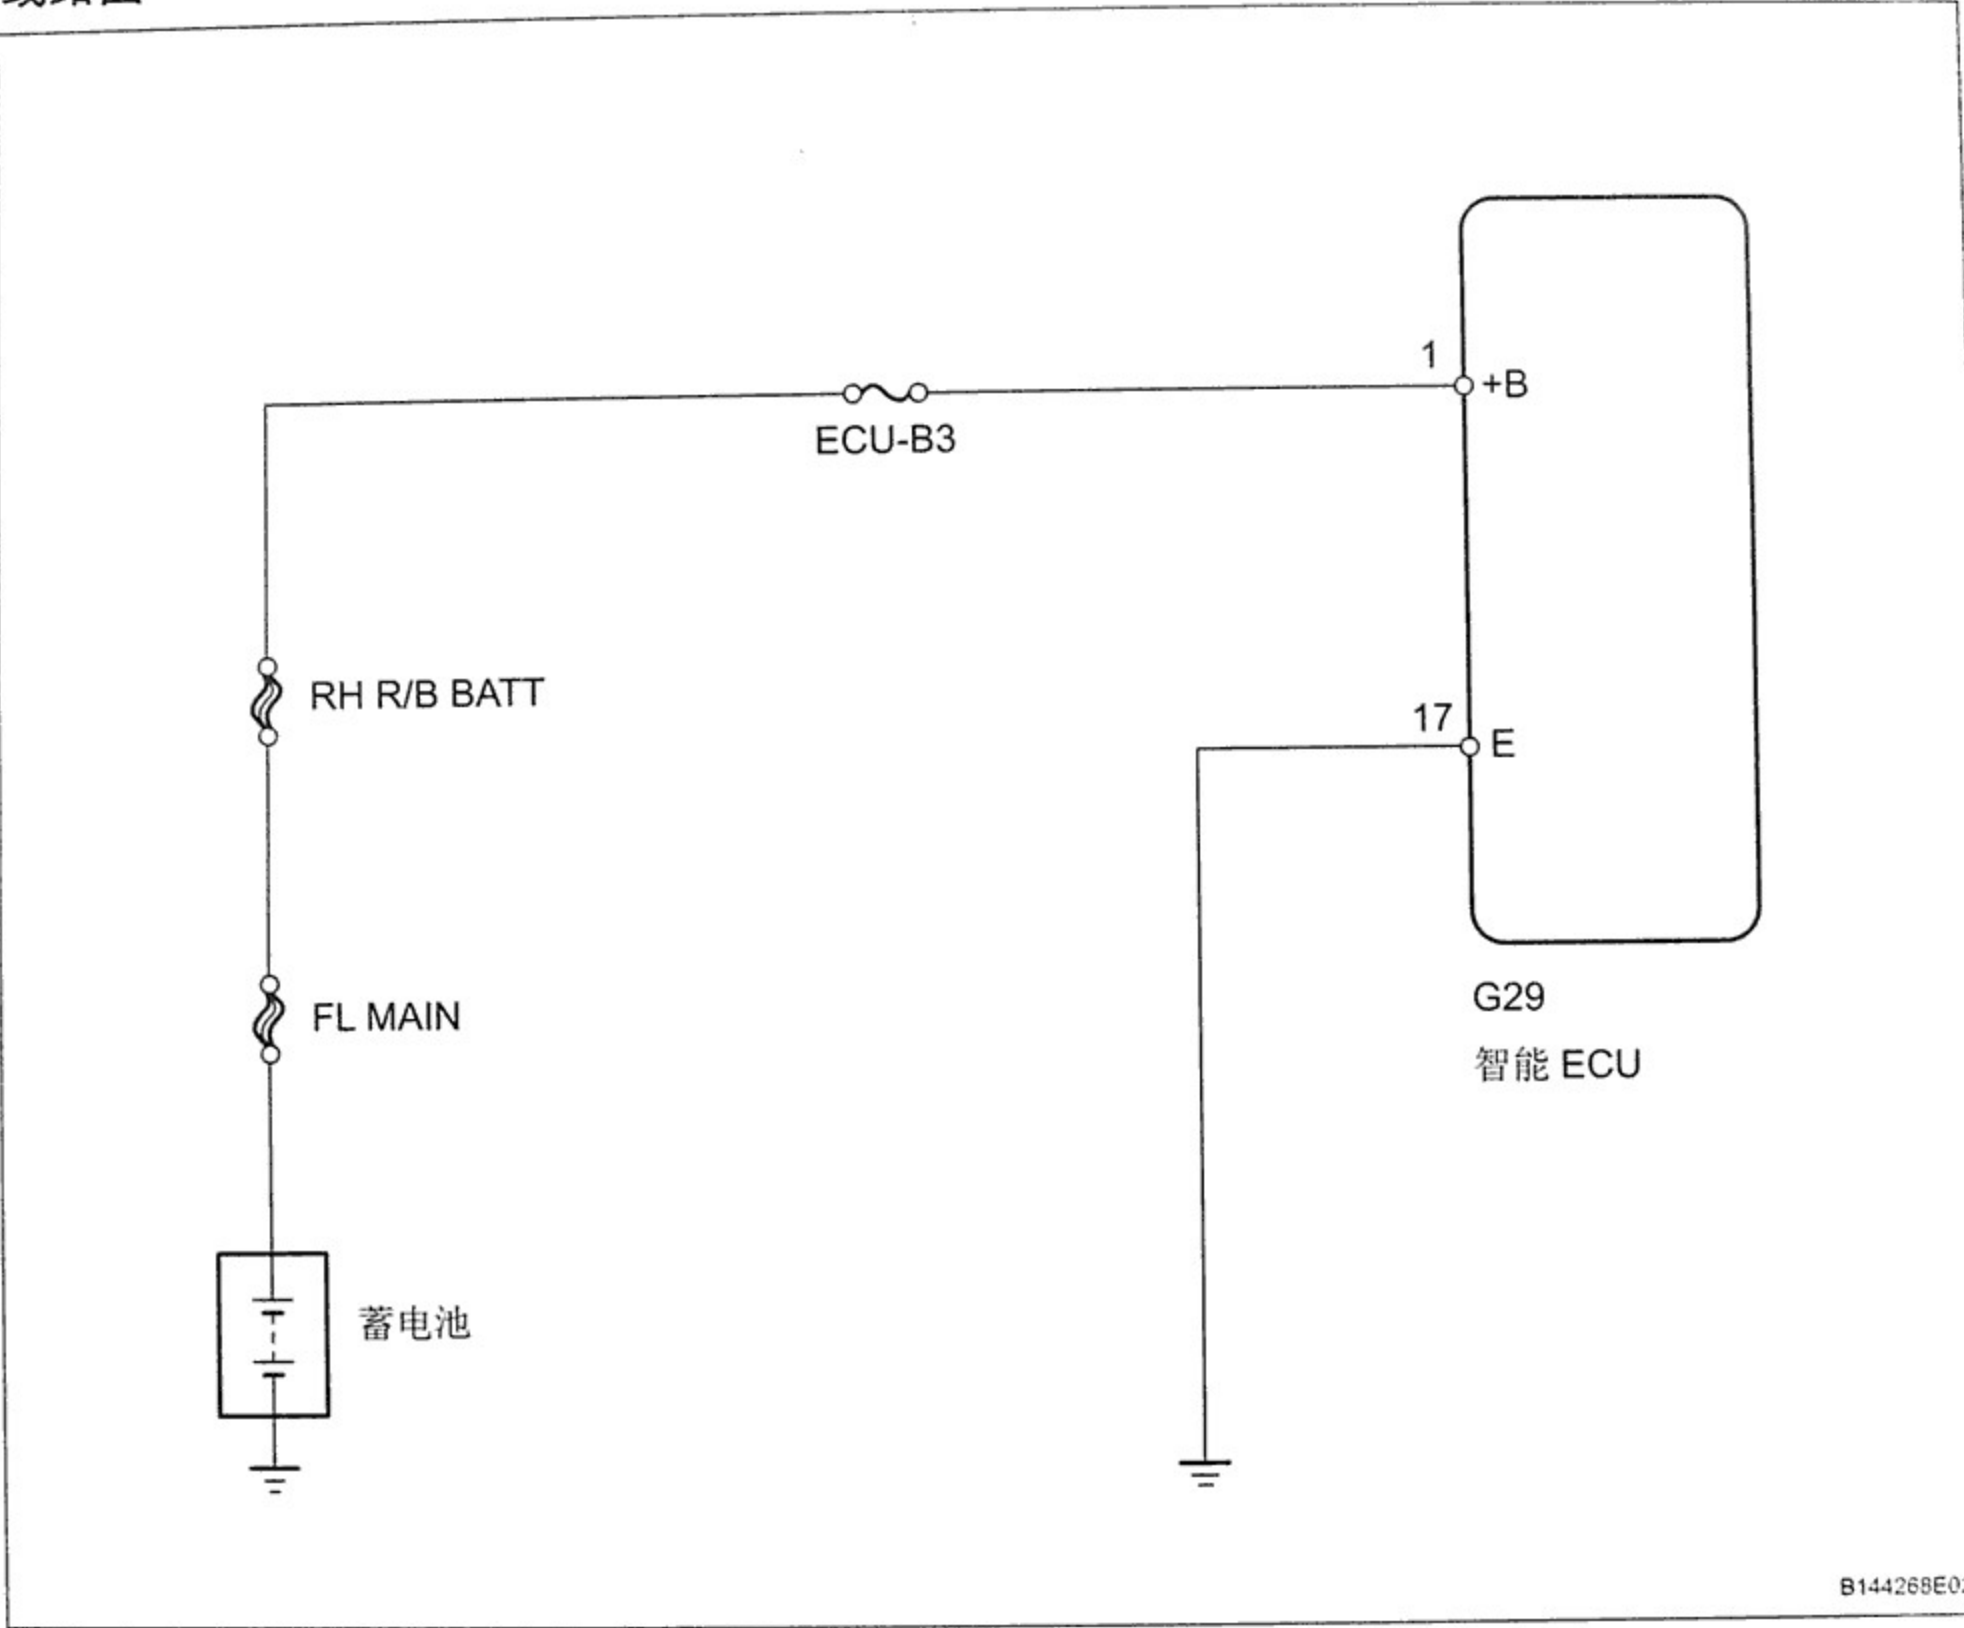 1
+B
ECU-B3
RH R/B BATT
17
E
FL MAIN
G29
智能 ECU
蓄电池
B144268E0